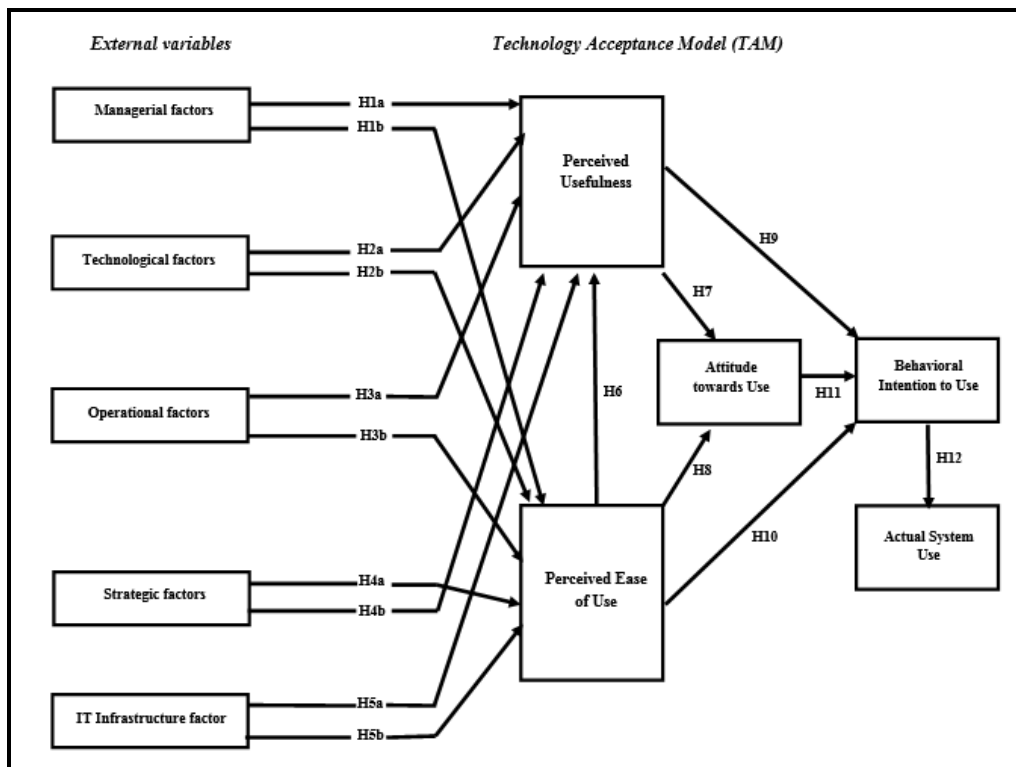 External variables
Technology Acceptance Model (TAM)
Managerial factors
H1a
H1b
Perceived
Usefulness
Technological factors
H2a
H2b
H9
H7
Operational factors
H3a
H3b
H6
Attitude
towards Use
H11
Behavioral
Intention to Use
H8
H12
Strategic factors
H4a
H4b
Perceived Ease
of Use
H10
Actual System
Use
IT Infrastructure factor
H5a
H5b